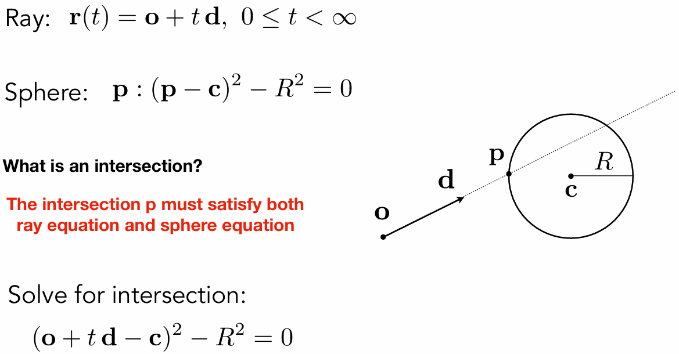 Ray: r(t) = o + t d, 0 ≤ t < ∞
Sphere: p : (p − c)² − R² = 0
What is an intersection?
The intersection p must satisfy both
ray equation and sphere equation
o
d
p
c
R
Solve for intersection:
(o + t d − c)² − R² = 0